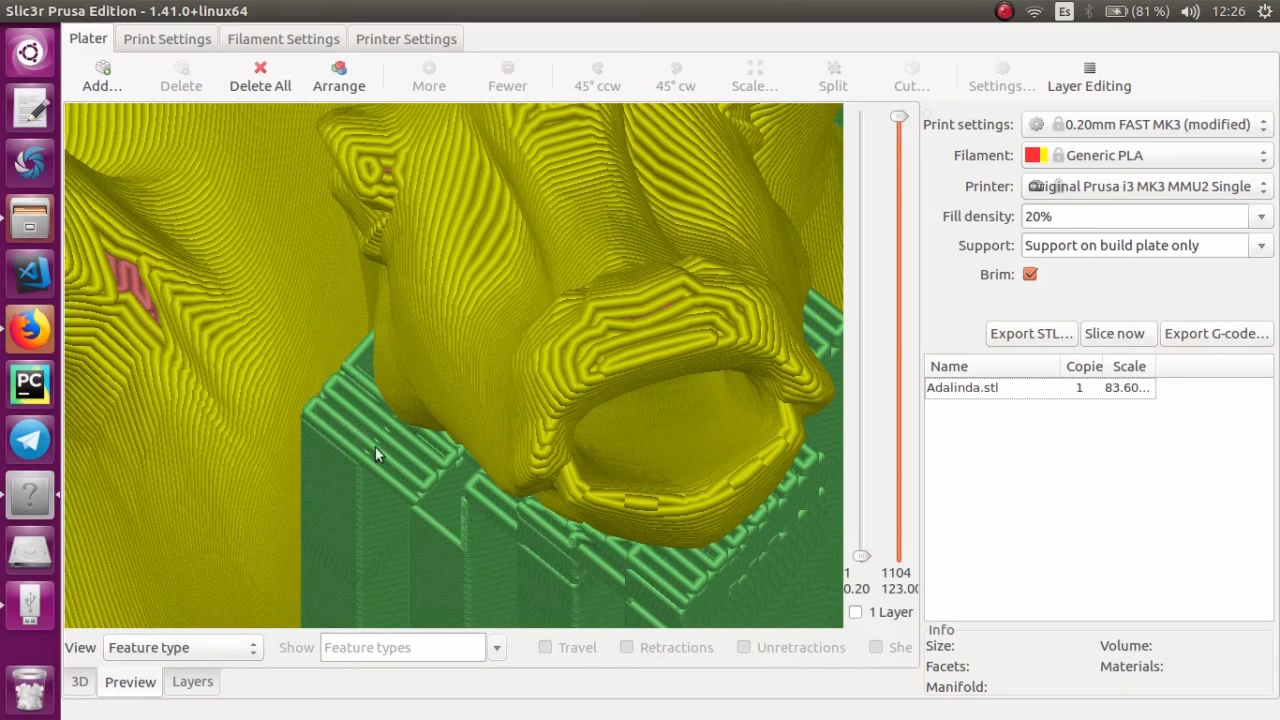 Slic3r Prusa Edition - 1.41.0+linux64
Es
(81 %)
12:26
Plater
Print Settings
Filament Settings
Printer Settings
Add...
Delete
Delete All
Arrange
More
Fewer
45° ccw
45° cw
Scale...
Split
Cut...
Settings...
Layer Editing
Print settings:
0.20mm FAST MK3 (modified)
Filament:
Generic PLA
Printer:
Original Prusa i3 MK3 MMU2 Single
Fill density:
20%
Support:
Support on build plate only
Brim:
Export STL...
Slice now
Export G-code...
Name
Copie
Scale
Adalinda.stl
1
83.60...
PC
?
1
1104
0.20
123.00
1 Layer
View
Feature type
Show
Feature types
Travel
Retractions
Unretractions
She
3D
Preview
Layers
Info
Size:
Volume:
Facets:
Materials:
Manifold: